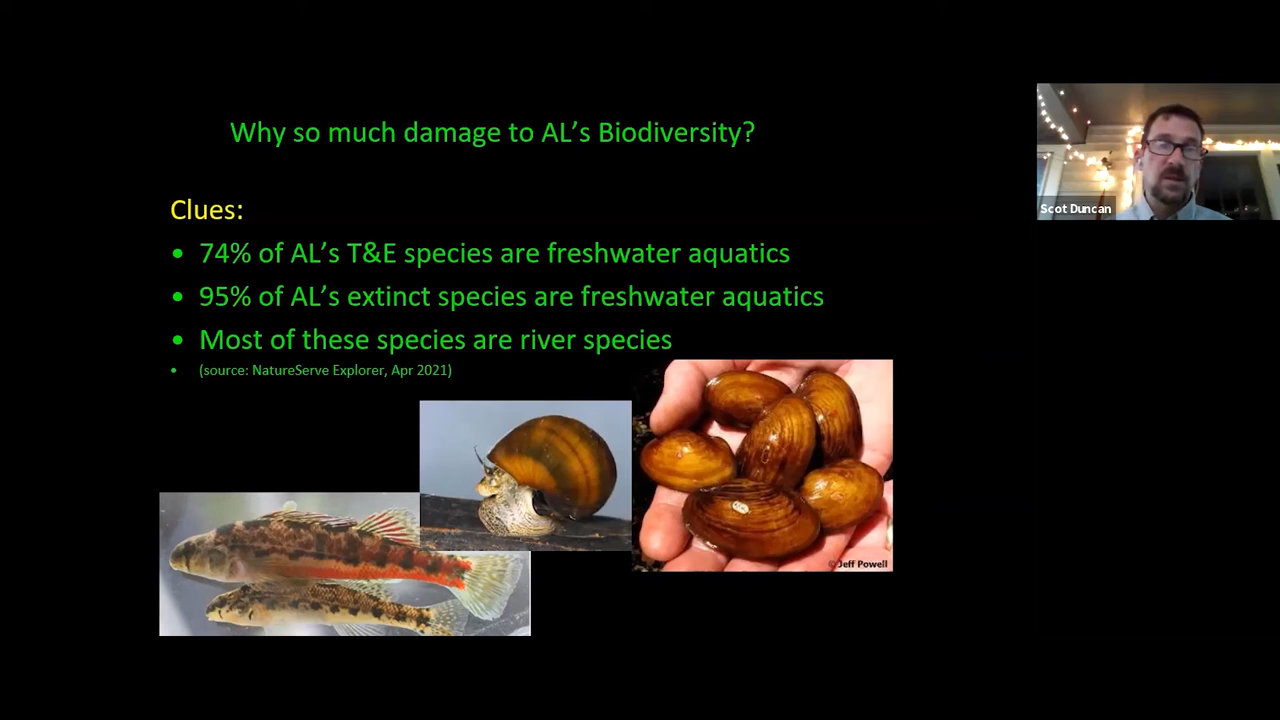 Why so much damage to AL’s Biodiversity?
Clues:
• 74% of AL’s T&E species are freshwater aquatics
• 95% of AL’s extinct species are freshwater aquatics
• Most of these species are river species
• (source: NatureServe Explorer, Apr 2021)
© Jeff Powell
Scot Duncan